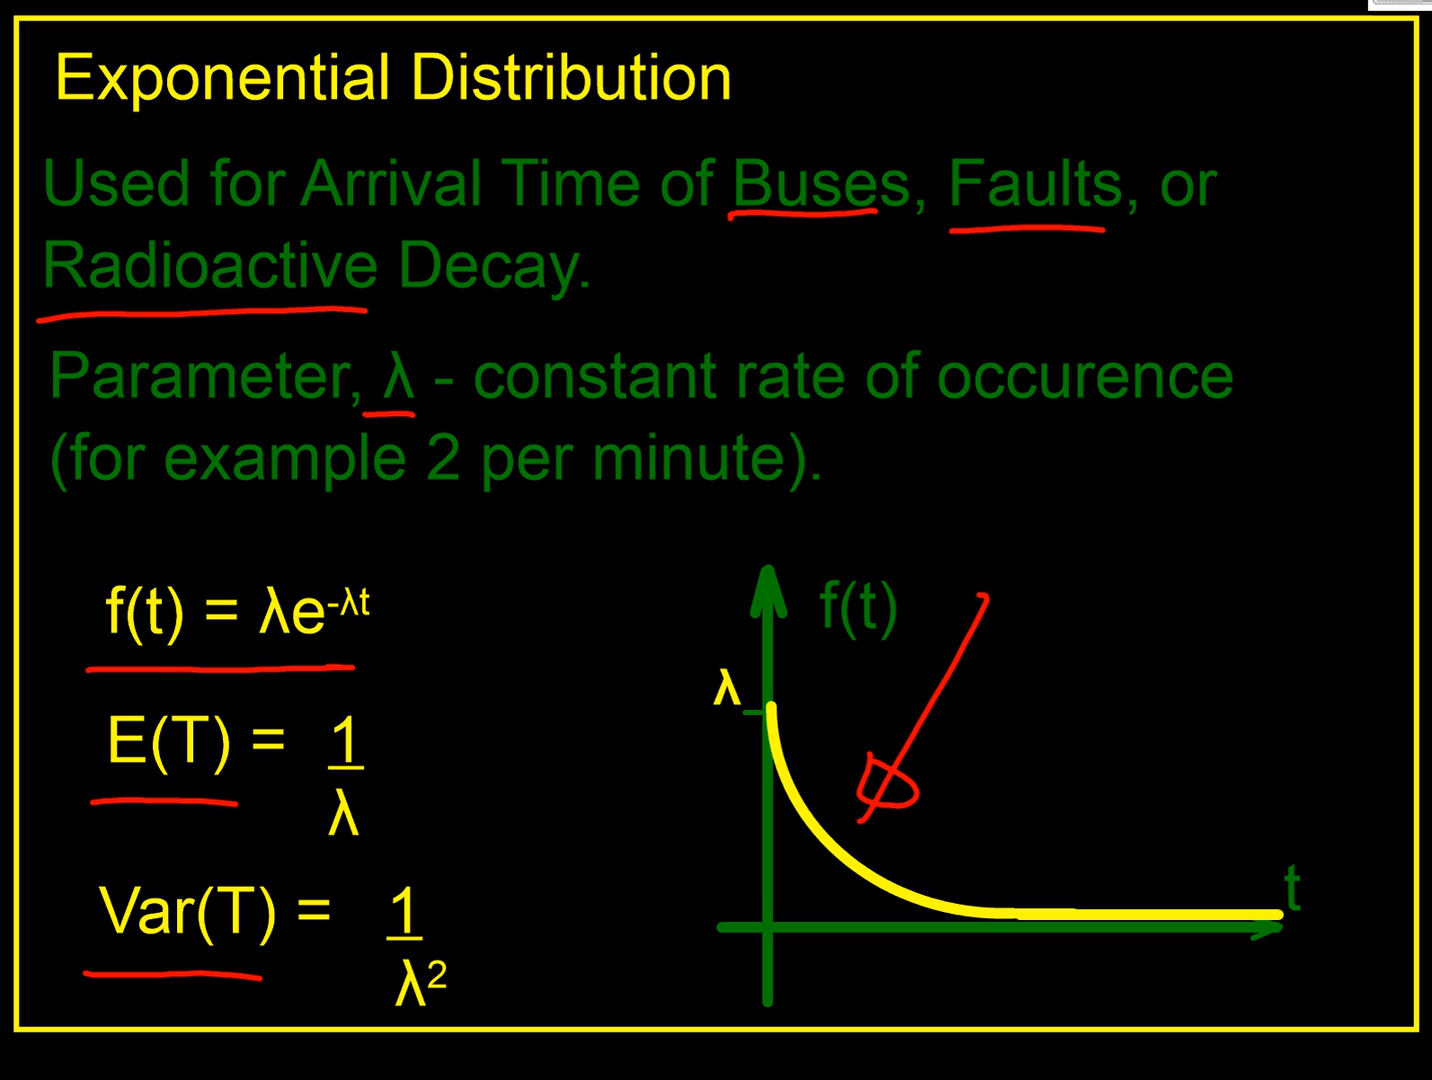 Exponential Distribution
Used for Arrival Time of Buses, Faults, or
Radioactive Decay.
Parameter, λ - constant rate of occurence
(for example 2 per minute).
f(t) = λe^-λt
E(T) = 1/λ
Var(T) = 1/λ²
f(t)
λ
t